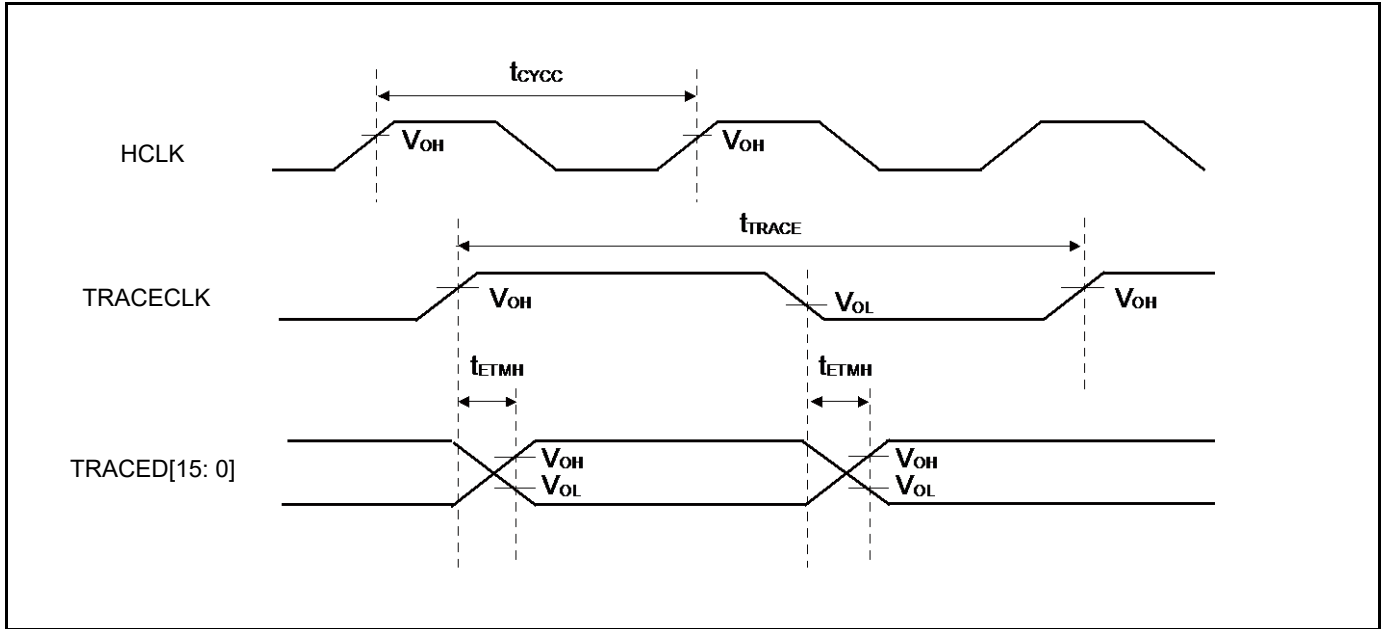 tCYCC
HCLK
VOH
VOH
tTRACE
TRACECLK
VOH
VOL
VOH
tETMH
tETMH
TRACED[15: 0]
VOH
VOH
VOL
VOL